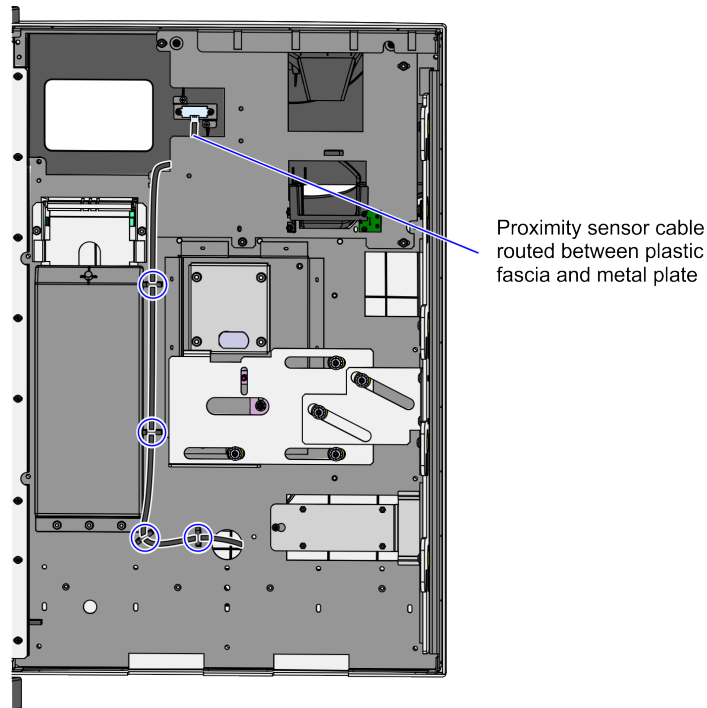 Proximity sensor cable
routed between plastic
fascia and metal plate